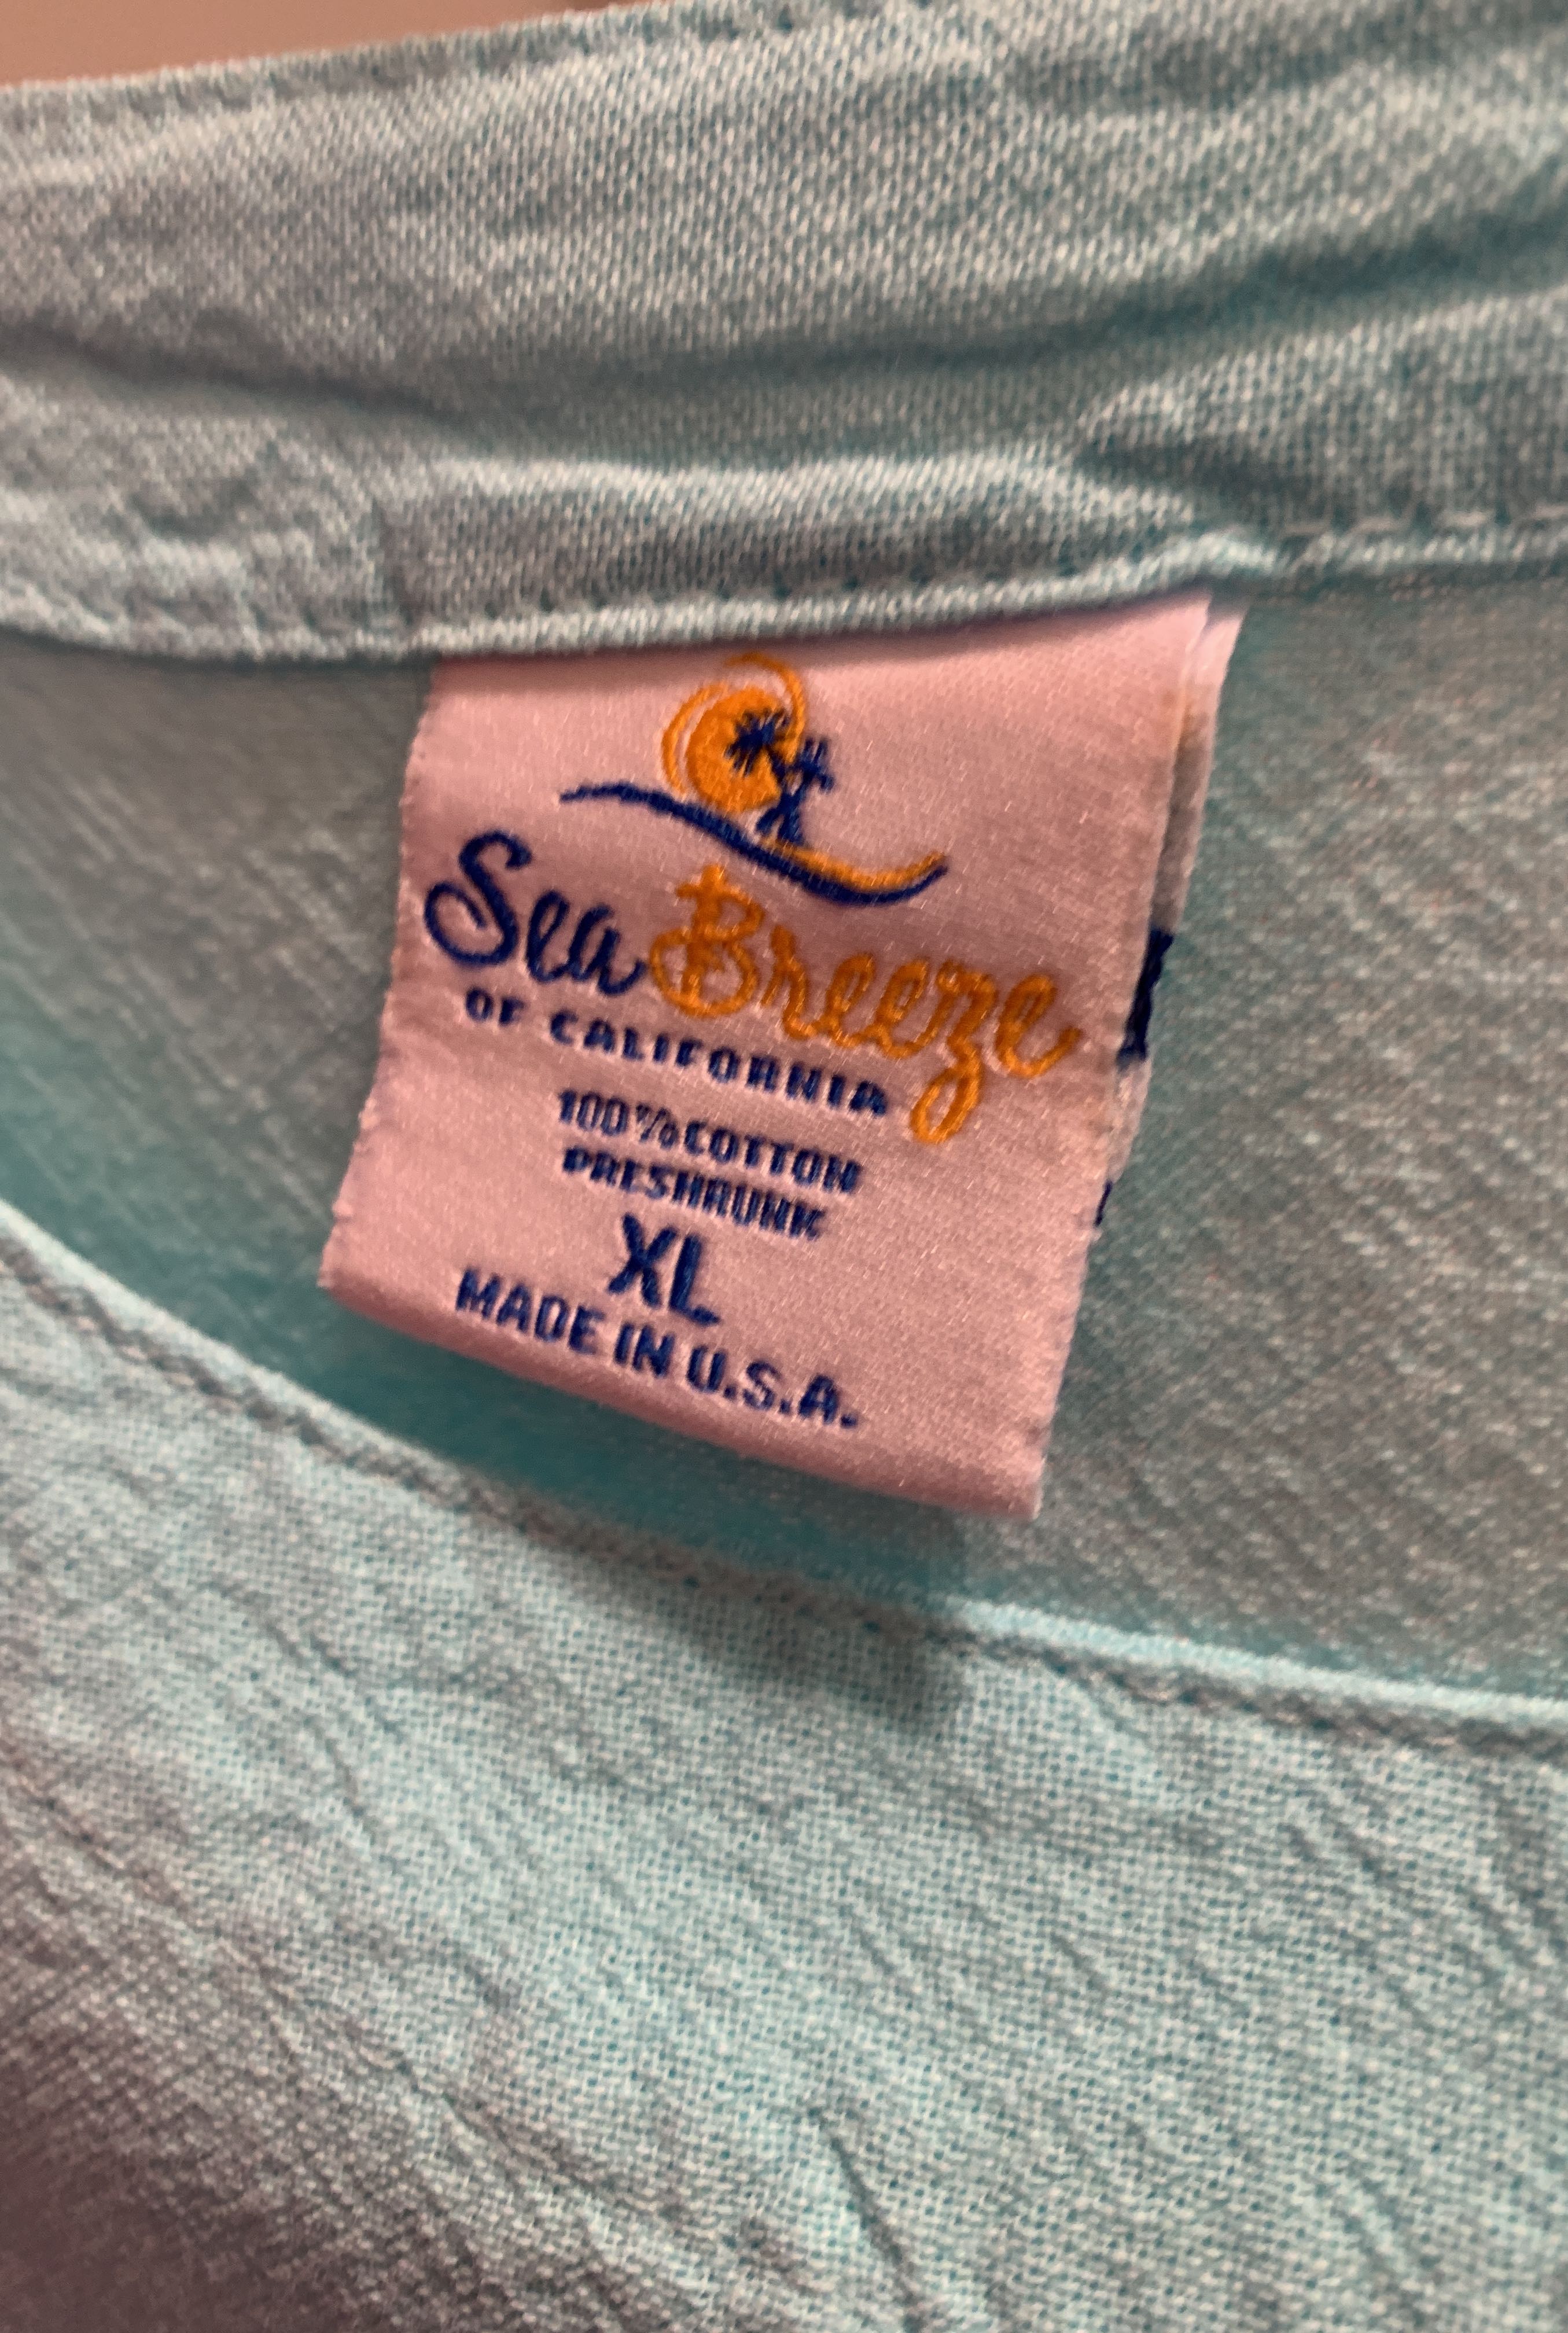 Sea Breeze
OF CALIFORNIA
100% COTTON
PRESHRUNK
XL
MADE IN U.S.A.